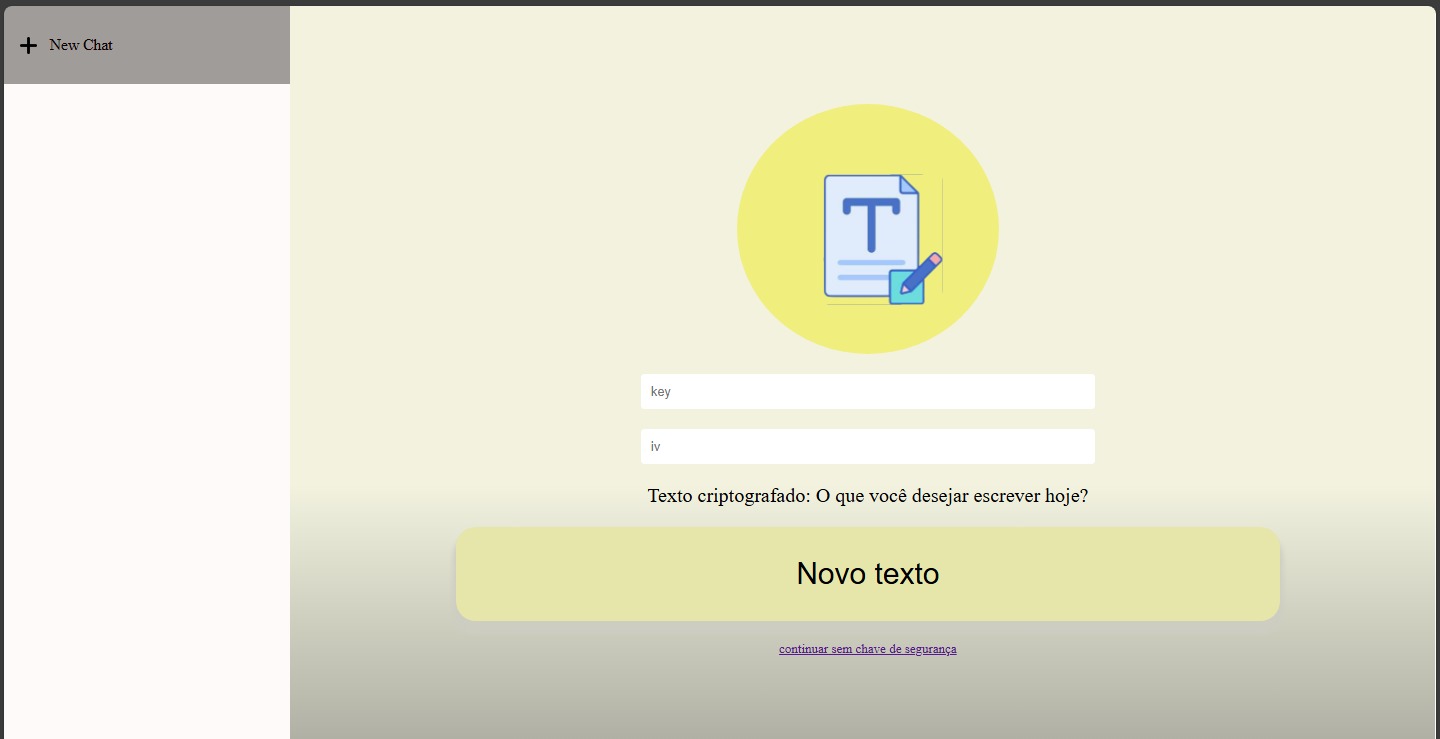 New Chat
T
key
iv
Texto criptografado: O que você desejar escrever hoje?
Novo texto
continuar sem chave de segurança